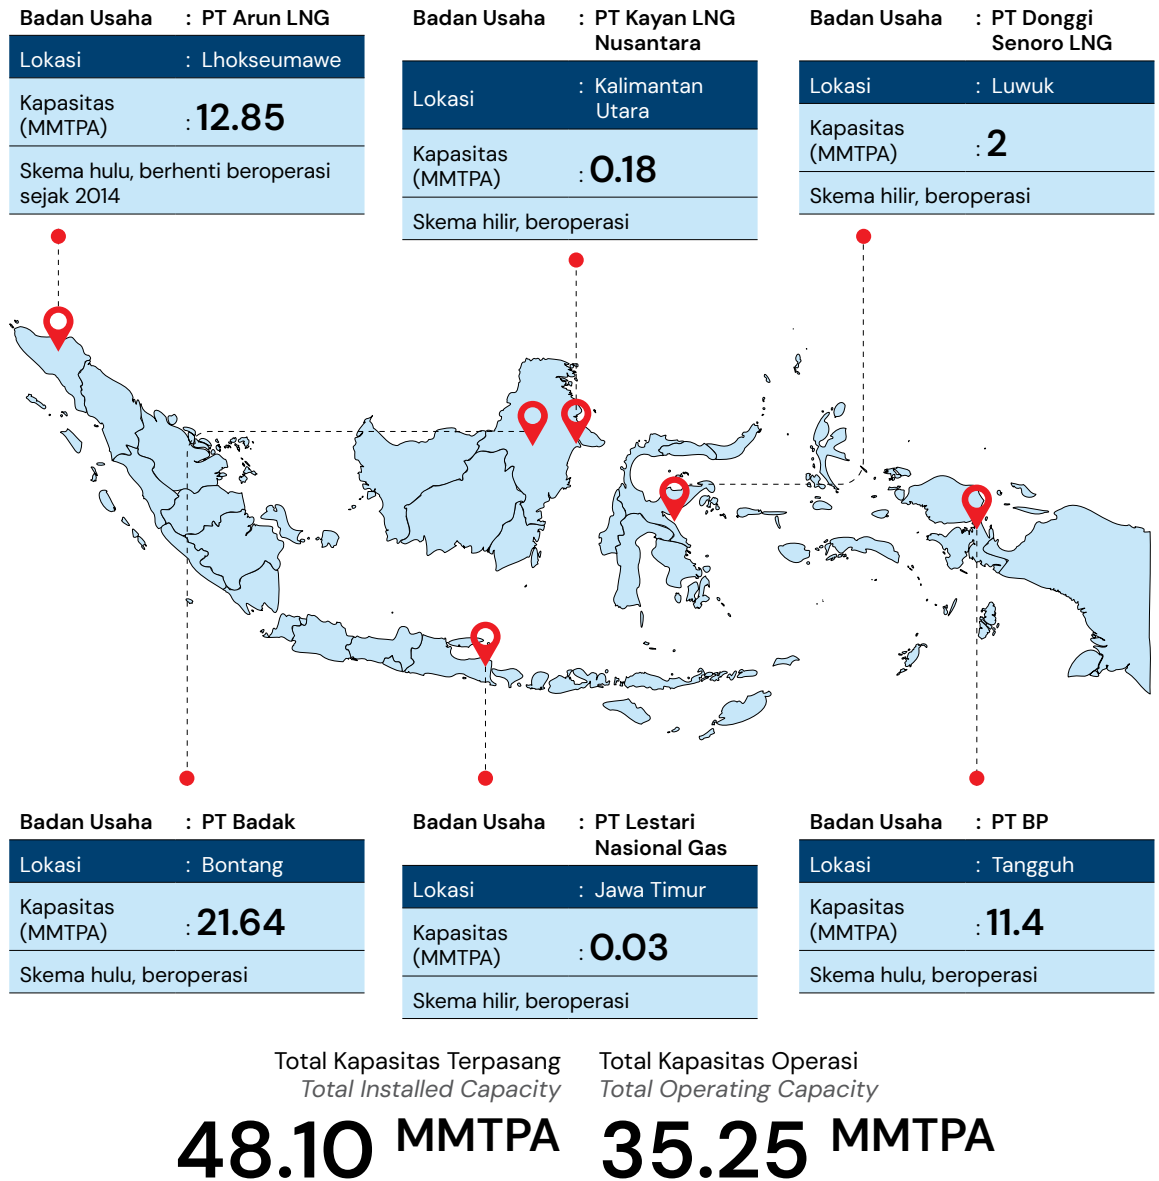 Badan Usaha : PT Arun LNG
Lokasi : Lhokseumawe
Kapasitas
(MMTPA) : 12.85
Skema hulu, berhenti beroperasi
sejak 2014
Badan Usaha : PT Kayan LNG
Nusantara
Lokasi : Kalimantan
Utara
Kapasitas
(MMTPA) : 0.18
Skema hilir, beroperasi
Badan Usaha : PT Donggi
Senoro LNG
Lokasi : Luwuk
Kapasitas
(MMTPA) : 2
Skema hilir, beroperasi
Badan Usaha : PT Badak
Lokasi : Bontang
Kapasitas
(MMTPA) : 21.64
Skema hulu, beroperasi
Badan Usaha : PT Lestari
Nasional Gas
Lokasi : Jawa Timur
Kapasitas
(MMTPA) : 0.03
Skema hilir, beroperasi
Badan Usaha : PT BP
Lokasi : Tangguh
Kapasitas
(MMTPA) : 11.4
Skema hulu, beroperasi
Total Kapasitas Terpasang
Total Installed Capacity
48.10 MMTPA
Total Kapasitas Operasi
Total Operating Capacity
35.25 MMTPA